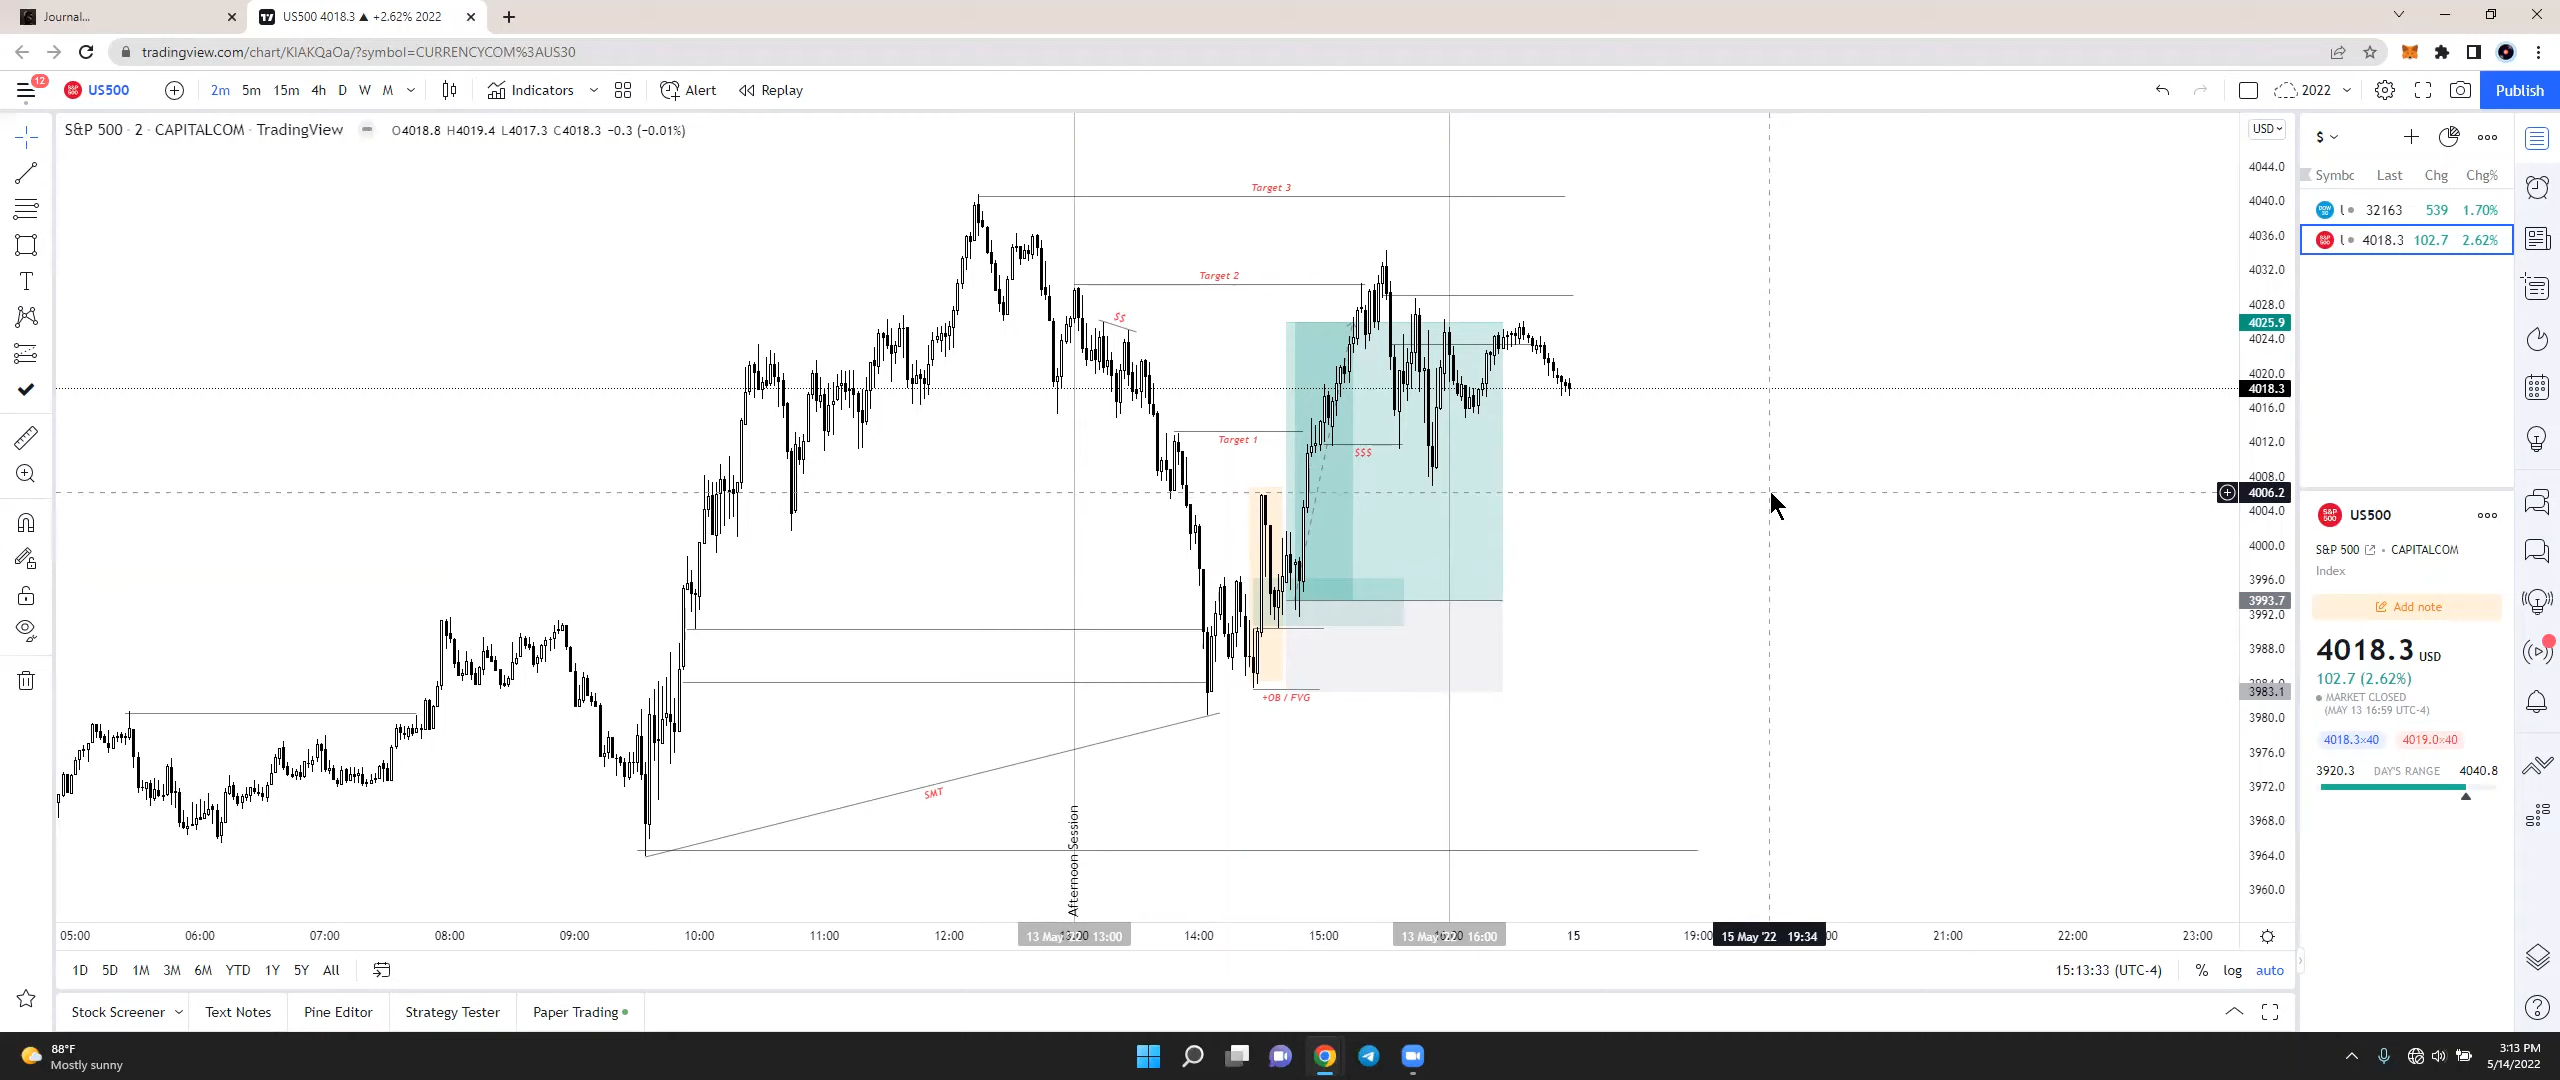 Journal...
US500 4018.3 ▲ +2.62% 2022
tradingview.com/chart/KIAKQaOa/?symbol=CURRENCYCOM%3AUS30
12
US500
2m 5m 15m 4h D W M
Indicators
Alert
Replay
2022
Publish
S&P 500 · 2 · CAPITALCOM · TradingView
O4018.8 H4019.4 L4017.3 C4018.3 −0.3 (−0.01%)
USD
$
Symbc Last Chg Chg%
32163 539 1.70%
4018.3 102.7 2.62%
4044.0
4040.0
4036.0
4032.0
4028.0
4025.9
4024.0
4020.0
4018.3
4016.0
4012.0
4008.0
4006.2
4004.0
4000.0
3996.0
3993.7
3992.0
3988.0
3983.1
3980.0
3976.0
3972.0
3968.0
3964.0
3960.0
Target 3
Target 2
$$
Target 1
$$$
+OB / FVG
SMT
Afternoon Session
05:00 06:00 07:00 08:00 09:00 10:00 11:00 12:00 13 May '22 13:00 14:00 15:00 13 May '22 16:00 15 19:00 15 May '22 19:34 21:00 22:00 23:00
1D 5D 1M 3M 6M YTD 1Y 5Y All
15:13:33 (UTC-4) % log auto
Stock Screener Text Notes Pine Editor Strategy Tester Paper Trading
US500
S&P 500 CAPITALCOM
Index
Add note
4018.3 USD
102.7 (2.62%)
MARKET CLOSED
(MAY 13 16:59 UTC-4)
4018.3×40 4019.0×40
3920.3 DAY'S RANGE 4040.8
88°F
Mostly sunny
3:13 PM
5/14/2022